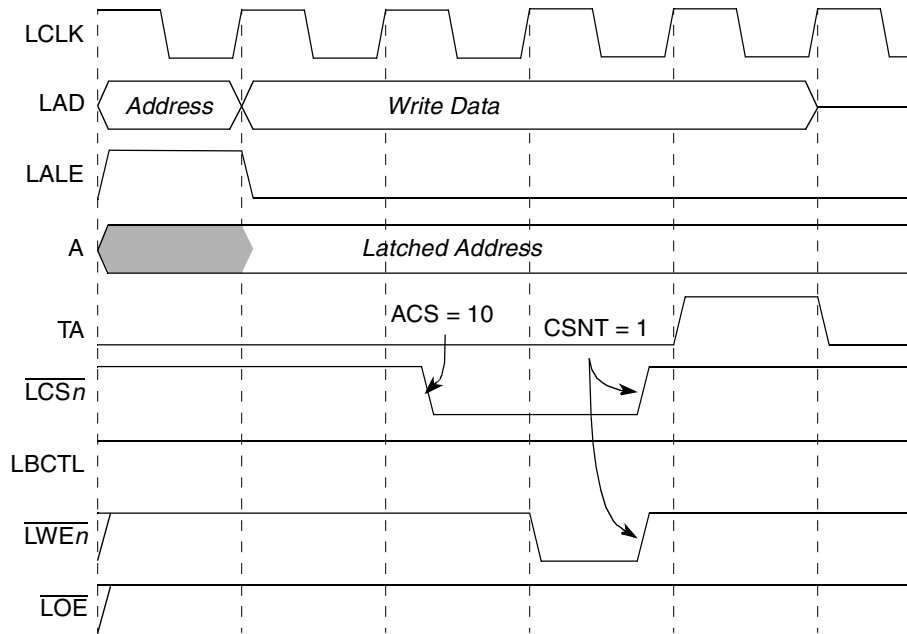 LCLK
LAD Address Write Data
LALE
A Latched Address
TA ACS = 10 CSNT = 1
LCSn
LBCTL
LWEn
LOE